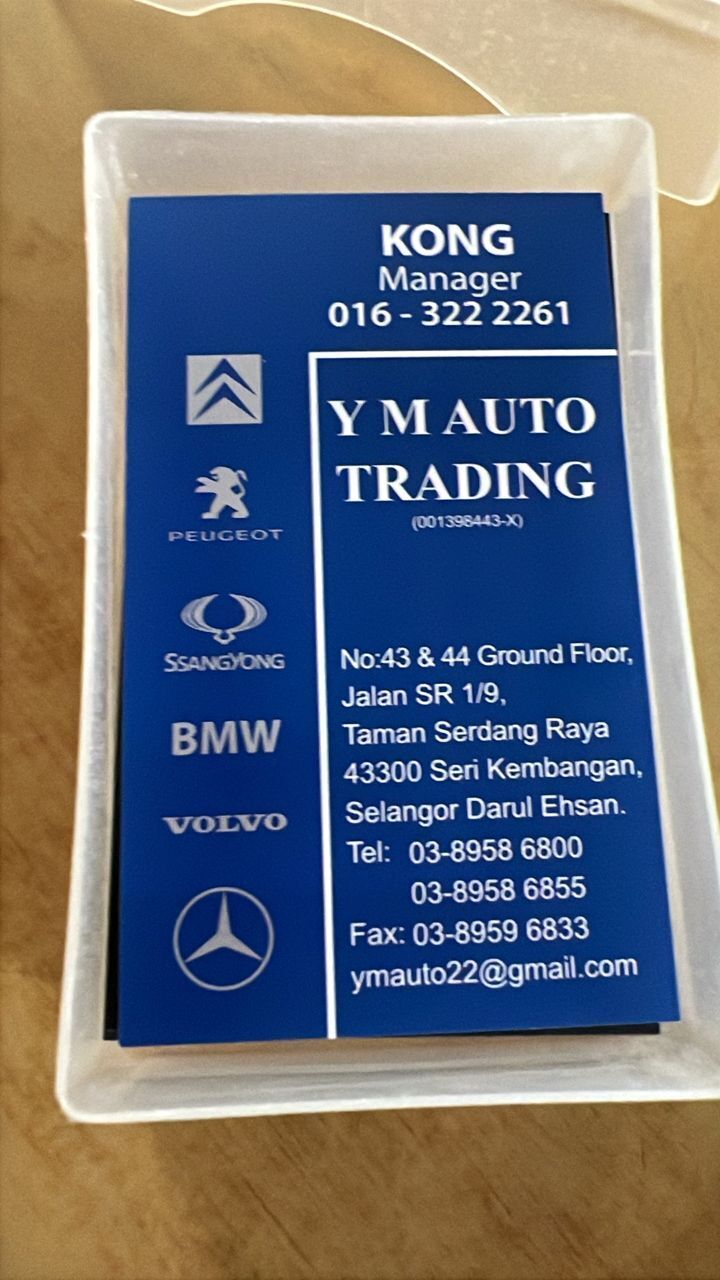 KONG
Manager
016 - 322 2261
Y M AUTO
TRADING
(001398443-X)
PEUGEOT
SSANGYONG
BMW
VOLVO
No:43 & 44 Ground Floor,
Jalan SR 1/9,
Taman Serdang Raya
43300 Seri Kembangan,
Selangor Darul Ehsan.
Tel: 03-8958 6800
03-8958 6855
Fax: 03-8959 6833
ymauto22@gmail.com